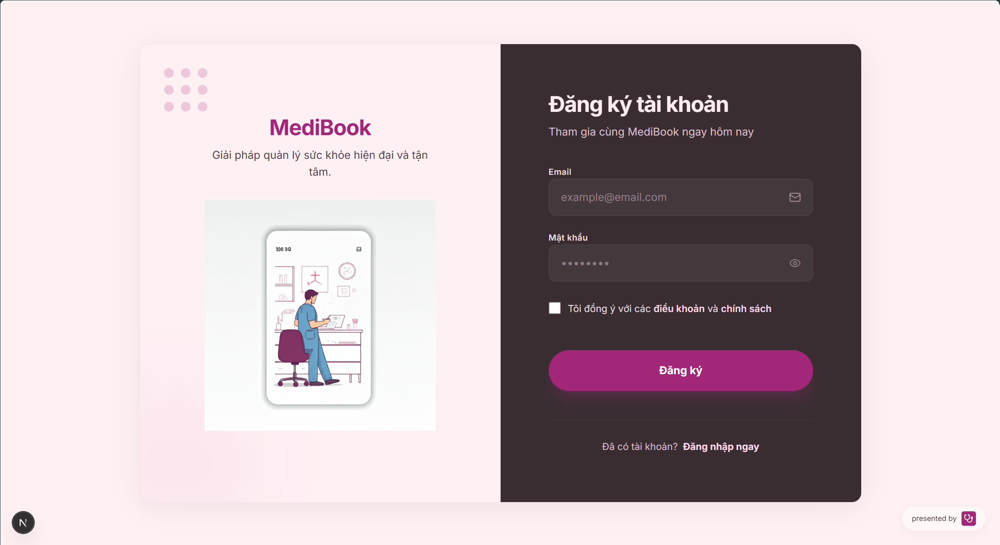 MediBook
Giải pháp quản lý sức khỏe hiện đại và tận
tâm.
Đăng ký tài khoản
Tham gia cùng MediBook ngay hôm nay
Email
example@email.com
Mật khẩu
••••••••
Tôi đồng ý với các điều khoản và chính sách
Đăng ký
Đã có tài khoản? Đăng nhập ngay
N
presented by